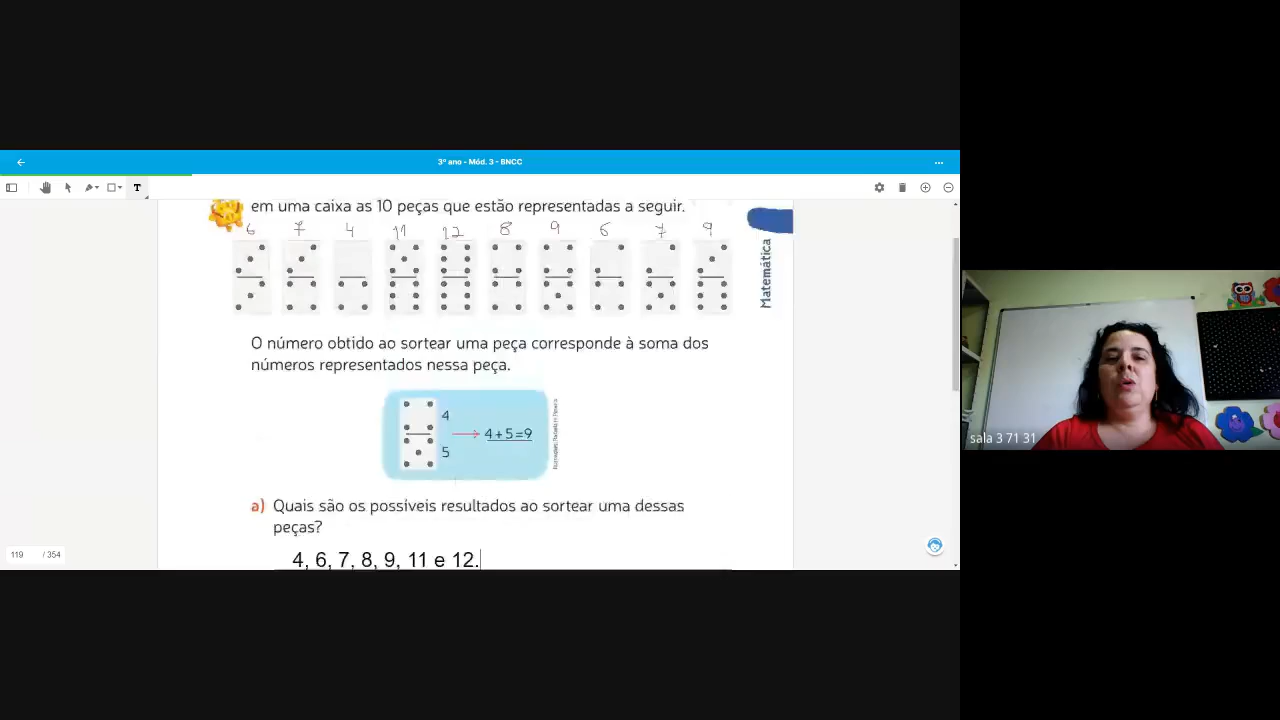 3º ano - Mód. 3 - BNCC
T
em uma caixa as 10 peças que estão representadas a seguir.
6 7 4 11 12 8 9 6 7 9
Matemática
O número obtido ao sortear uma peça corresponde à soma dos
números representados nessa peça.
4
4 + 5 = 9
5
a) Quais são os possíveis resultados ao sortear uma dessas
peças?
4, 6, 7, 8, 9, 11 e 12.
119 / 354
sala 3 71 31